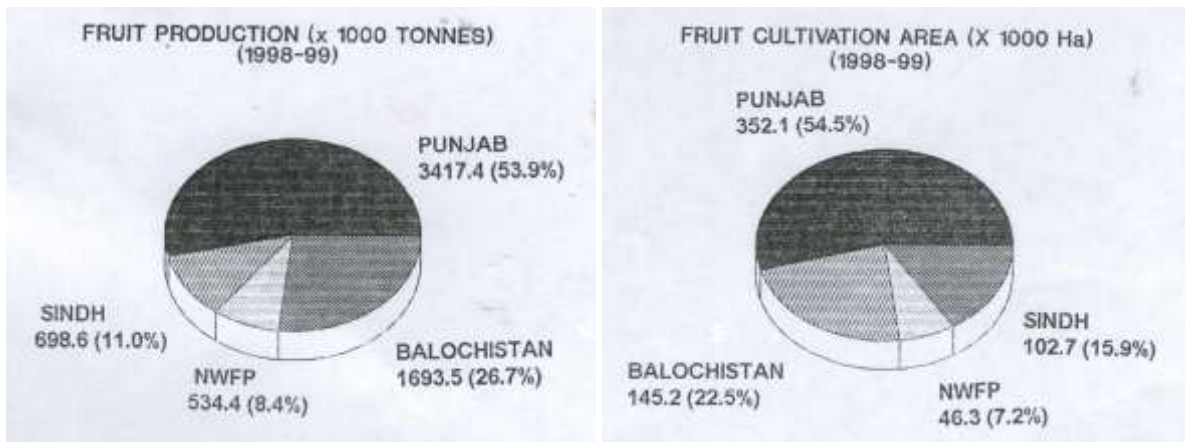 FRUIT PRODUCTION (x 1000 TONNES)
(1998-99)
PUNJAB
3417.4 (53.9%)
SINDH
698.6 (11.0%)
NWFP
534.4 (8.4%)
BALOCHISTAN
1693.5 (26.7%)
FRUIT CULTIVATION AREA (X 1000 Ha)
(1998-99)
PUNJAB
352.1 (54.5%)
SINDH
102.7 (15.9%)
BALOCHISTAN
145.2 (22.5%)
NWFP
46.3 (7.2%)